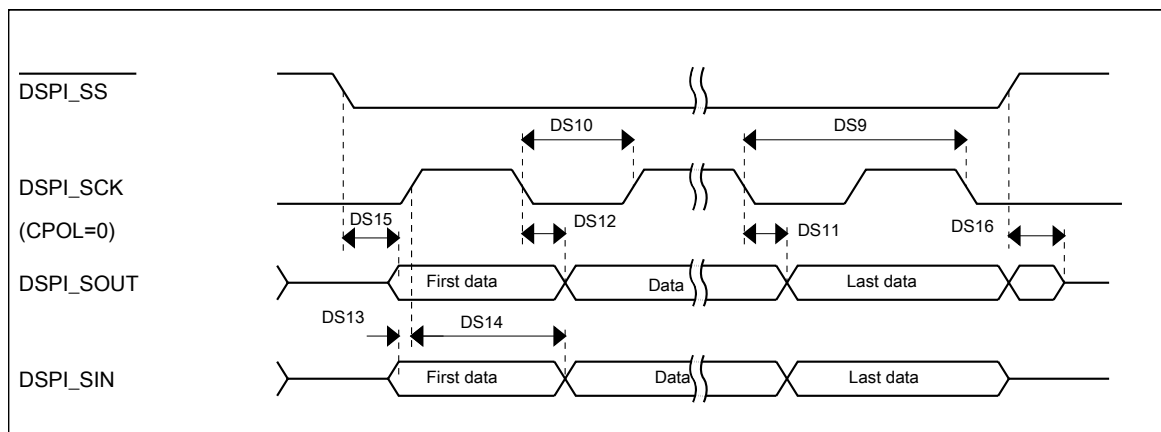 DSPI_SS
DS10 DS9
DSPI_SCK
(CPOL=0)
DS15 DS12 DS11 DS16
DSPI_SOUT First data Data Last data
DS13 DS14
DSPI_SIN First data Data Last data